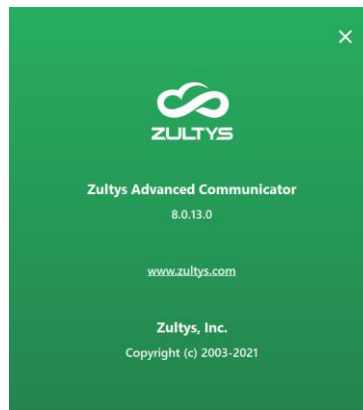 ZULTYS
Zultys Advanced Communicator
8.0.13.0
www.zultys.com
Zultys, Inc.
Copyright (c) 2003-2021